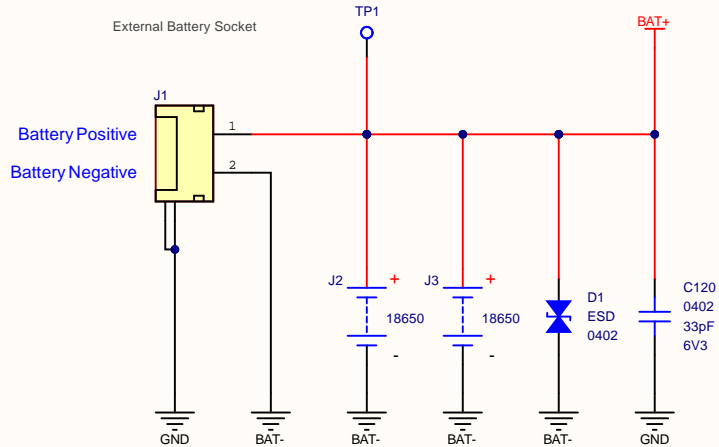 TP1
External Battery Socket
BAT+
J1
Battery Positive
1
Battery Negative
2
J2
+
18650
-
J3
+
18650
-
D1
ESD
0402
C120
0402
33pF
6V3
GND
BAT-
BAT-
BAT-
BAT-
GND